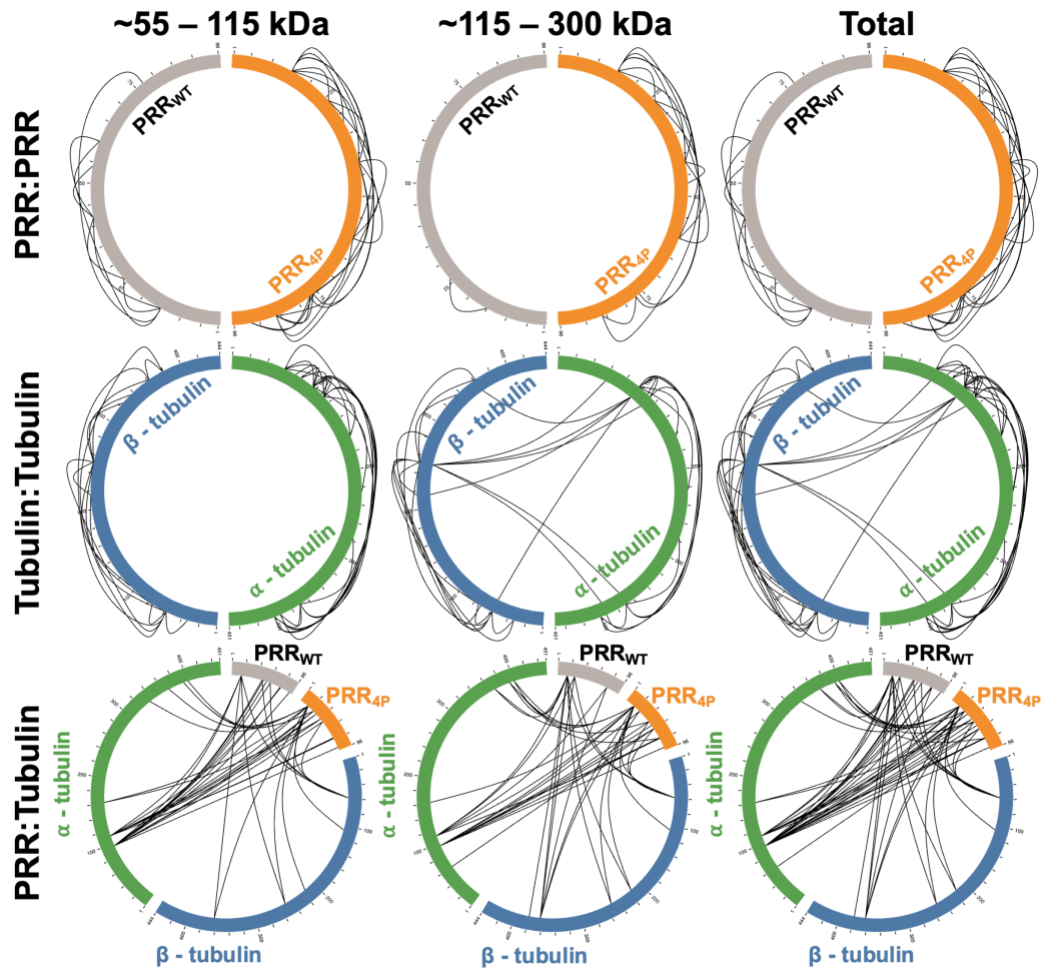 ~55 – 115 kDa
~115 – 300 kDa
Total
PRR:PRR
PRRWT
PRR4P
PRRWT
PRR4P
PRRWT
PRR4P
Tubulin:Tubulin
β - tubulin
α - tubulin
β - tubulin
α - tubulin
β - tubulin
α - tubulin
PRR:Tubulin
PRRWT
PRR4P
α - tubulin
β - tubulin
PRRWT
PRR4P
α - tubulin
β - tubulin
PRRWT
PRR4P
α - tubulin
β - tubulin